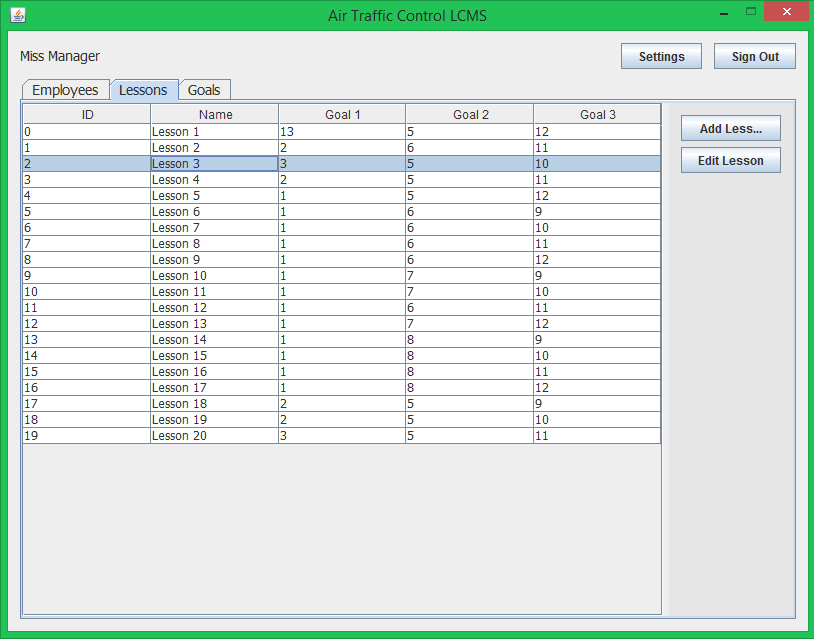 Air Traffic Control LCMS
Miss Manager
Settings
Sign Out
Employees
Lessons
Goals
ID Name Goal 1 Goal 2 Goal 3
0 Lesson 1 13 5 12
1 Lesson 2 2 6 11
2 Lesson 3 3 5 10
3 Lesson 4 2 5 11
4 Lesson 5 1 5 12
5 Lesson 6 1 6 9
6 Lesson 7 1 6 10
7 Lesson 8 1 6 11
8 Lesson 9 1 6 12
9 Lesson 10 1 7 9
10 Lesson 11 1 7 10
11 Lesson 12 1 6 11
12 Lesson 13 1 7 12
13 Lesson 14 1 8 9
14 Lesson 15 1 8 10
15 Lesson 16 1 8 11
16 Lesson 17 1 8 12
17 Lesson 18 2 5 9
18 Lesson 19 2 5 10
19 Lesson 20 3 5 11
Add Less...
Edit Lesson